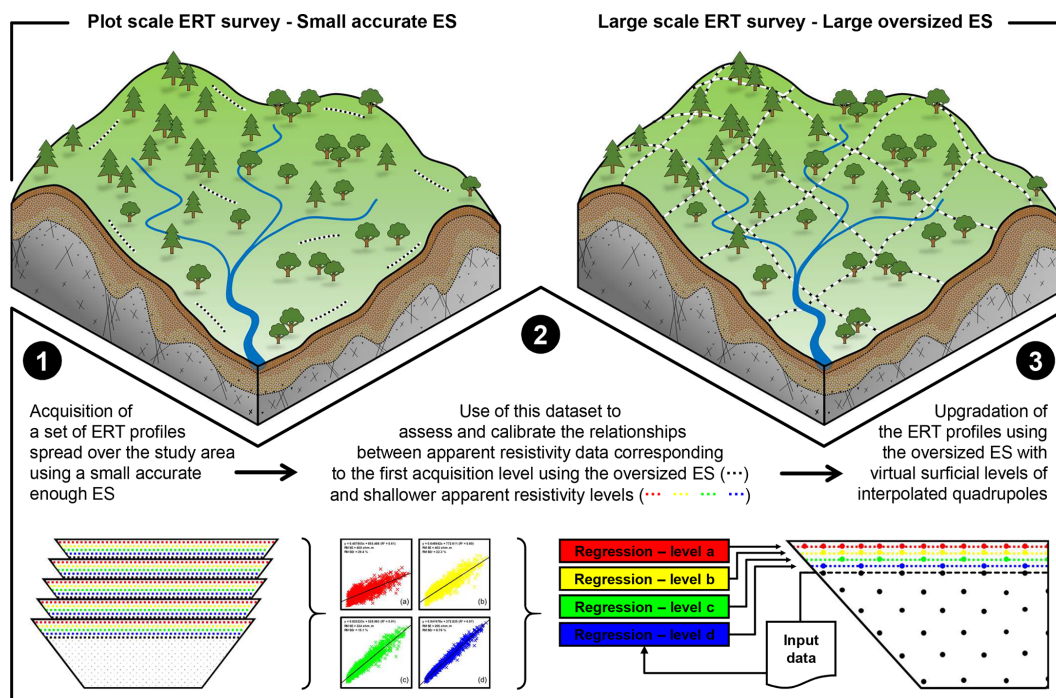 Plot scale ERT survey - Small accurate ES
Large scale ERT survey - Large oversized ES
1
2
3
Acquisition of
a set of ERT profiles
spread over the study area
using a small accurate
enough ES
Use of this dataset to
assess and calibrate the relationships
between apparent resistivity data corresponding
to the first acquisition level using the oversized ES (····)
and shallower apparent resistivity levels (···· ···· ···· ····)
Upgradation of
the ERT profiles using
the oversized ES with
virtual surficial levels of
interpolated quadrupoles
(a)
(b)
(c)
(d)
Regression – level a
Regression – level b
Regression – level c
Regression – level d
Input
data